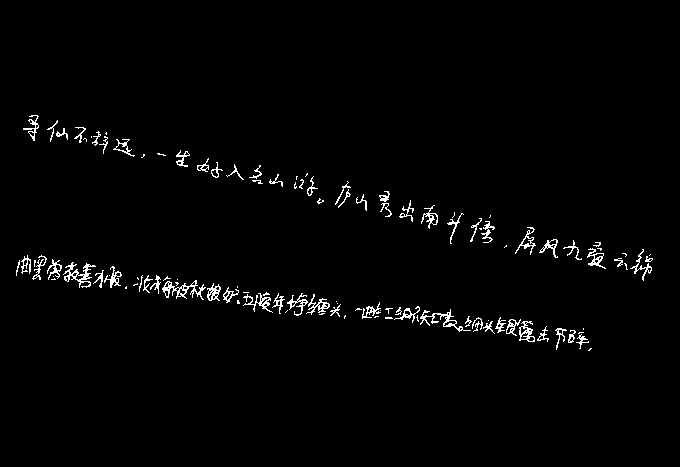 寻仙不辞远，一生好入名山游。庐山秀出南斗傍，屏风九叠云锦
曲罢曾教善才服，妆成每被秋娘妒。五陵年少争缠头，一曲红绡不知数。钿头银篦击节碎，